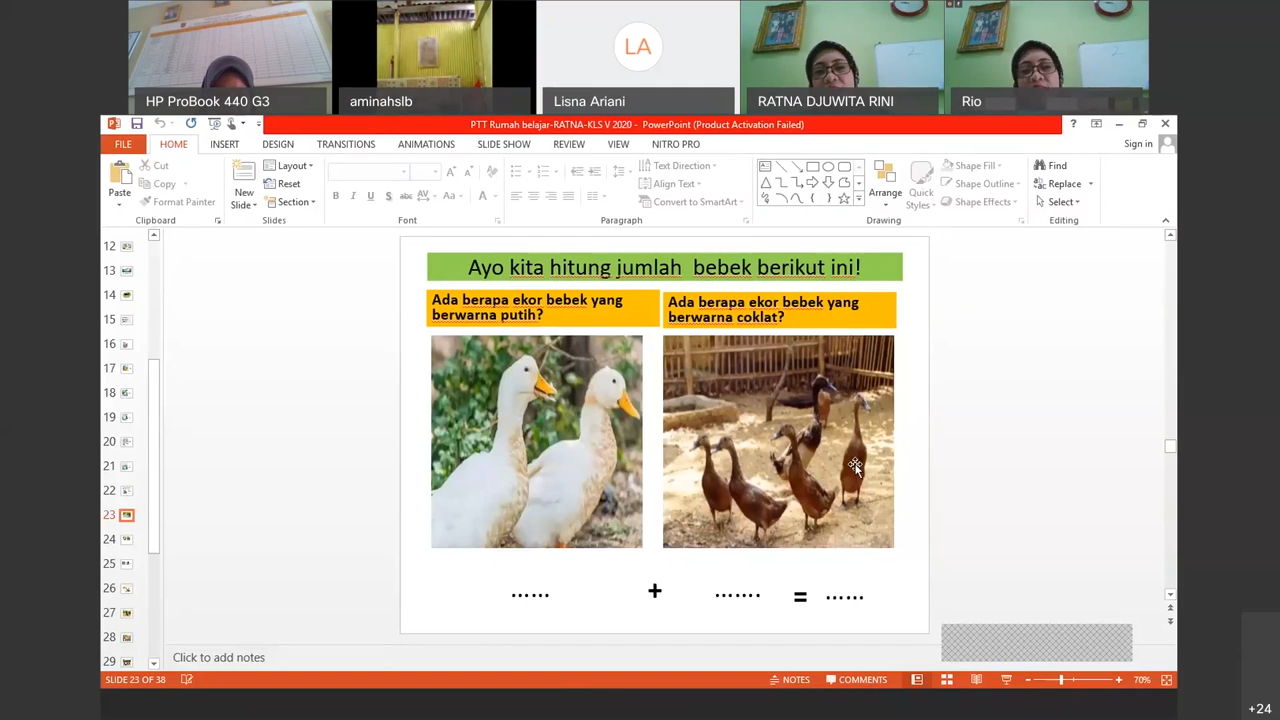 LA
HP ProBook 440 G3
aminahslb
Lisna Ariani
RATNA DJUWITA RINI
Rio
PTT Rumah belajar-RATNA-KLS V 2020 - PowerPoint (Product Activation Failed)
FILE HOME INSERT DESIGN TRANSITIONS ANIMATIONS SLIDE SHOW REVIEW VIEW NITRO PRO
Sign in
Paste
Cut
Copy
Format Painter
Clipboard
New Slide
Layout
Reset
Section
Slides
Font
Text Direction
Align Text
Convert to SmartArt
Paragraph
Arrange
Quick Styles
Shape Fill
Shape Outline
Shape Effects
Drawing
Find
Replace
Select
Editing
12
13
14
15
16
17
18
19
20
21
22
23
24
25
26
27
28
29
Ayo kita hitung jumlah bebek berikut ini!
Ada berapa ekor bebek yang
berwarna putih?
Ada berapa ekor bebek yang
berwarna coklat?
...... + ....... = ......
Click to add notes
SLIDE 23 OF 38
NOTES
COMMENTS
70%
+24